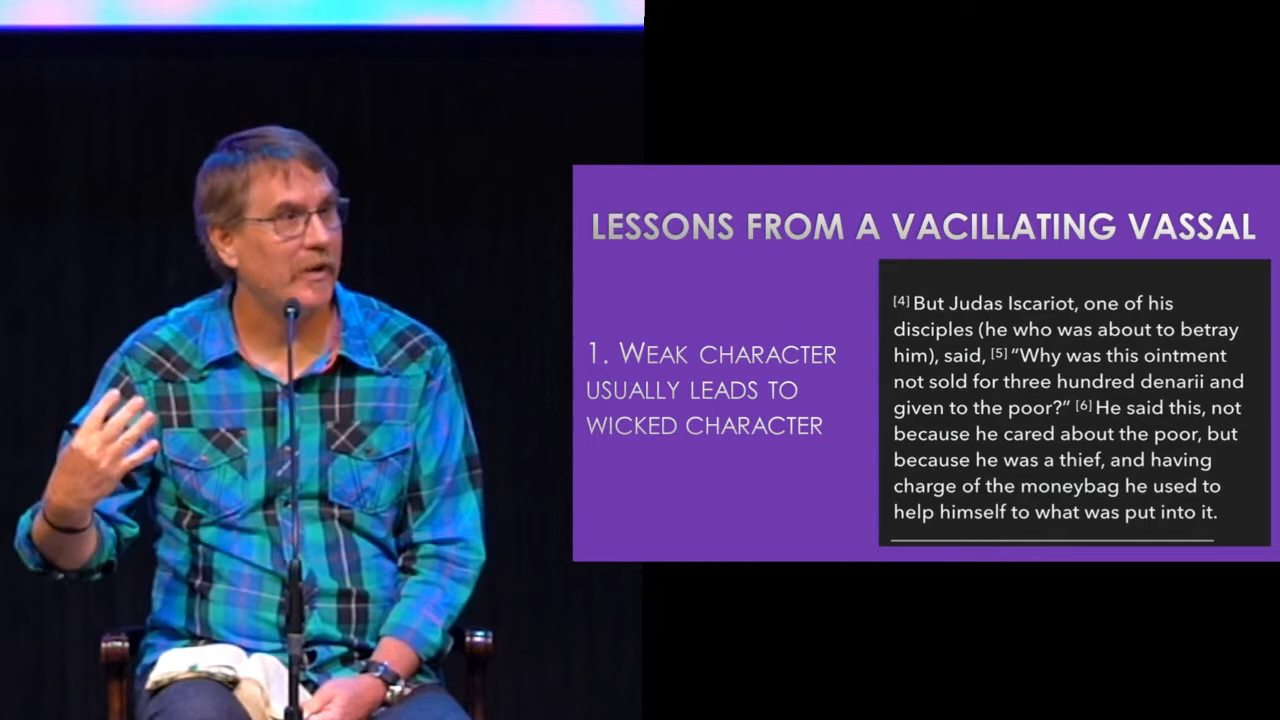 LESSONS FROM A VACILLATING VASSAL
1. WEAK CHARACTER
USUALLY LEADS TO
WICKED CHARACTER
[4] But Judas Iscariot, one of his
disciples (he who was about to betray
him), said, [5] “Why was this ointment
not sold for three hundred denarii and
given to the poor?” [6] He said this, not
because he cared about the poor, but
because he was a thief, and having
charge of the moneybag he used to
help himself to what was put into it.